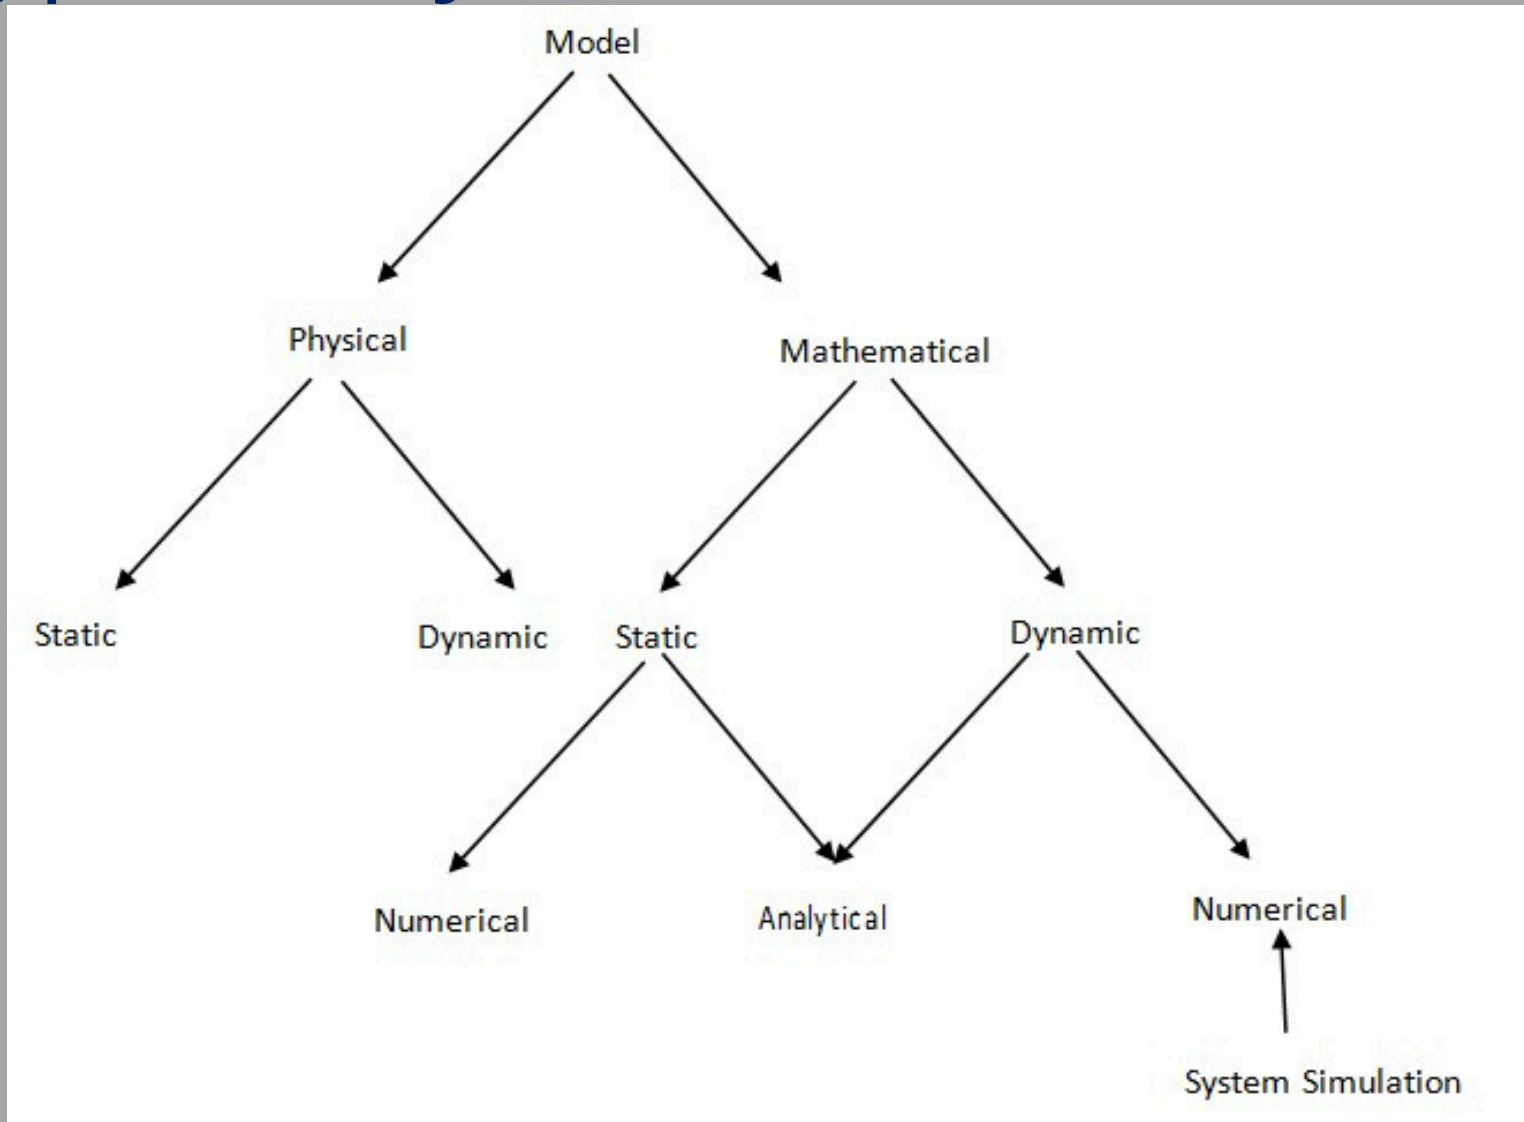 Model
Physical
Mathematical
Static
Dynamic
Static
Dynamic
Numerical
Analytical
Numerical
System Simulation